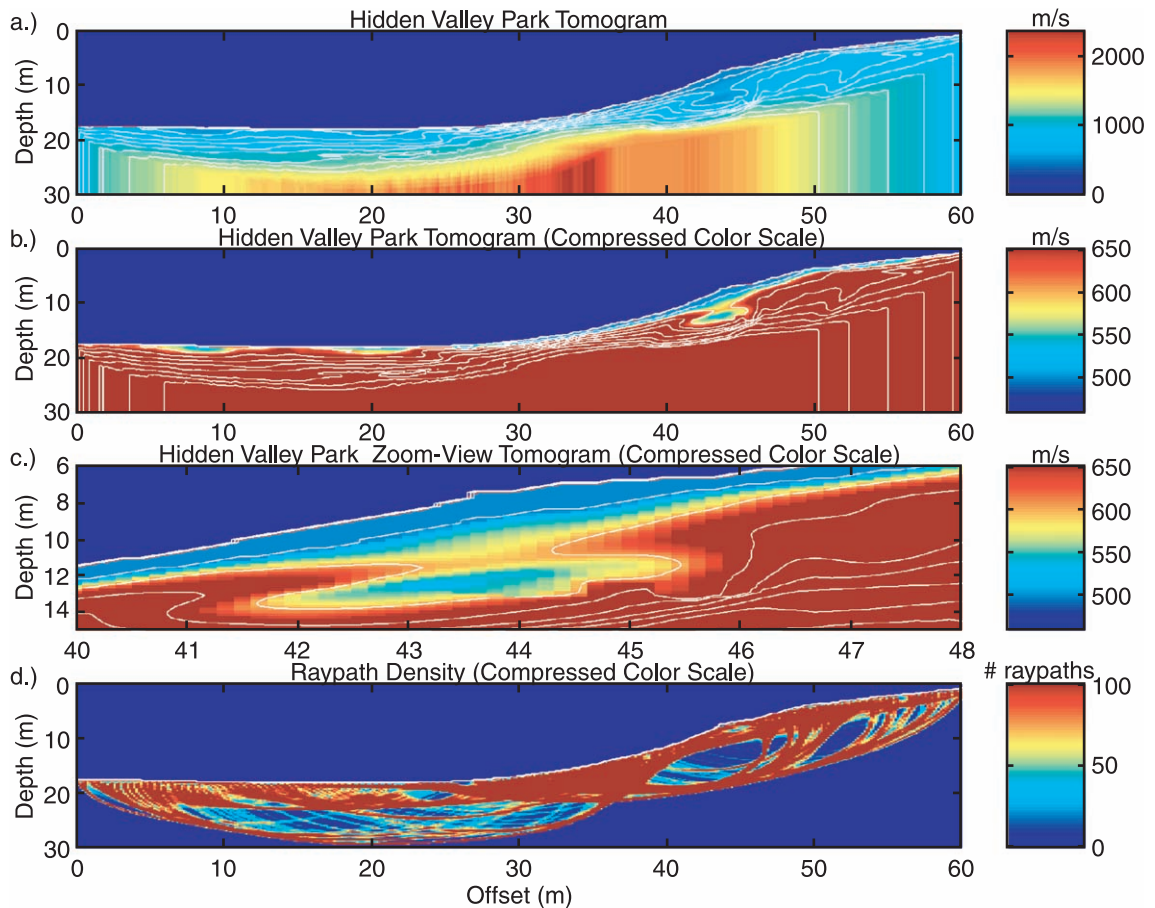 a.) Hidden Valley Park Tomogram m/s
0
10
20
30
Depth (m)
0 10 20 30 40 50 60
2000
1000
0
b.) Hidden Valley Park Tomogram (Compressed Color Scale) m/s
0
10
20
30
Depth (m)
0 10 20 30 40 50 60
650
600
550
500
c.) Hidden Valley Park Zoom-View Tomogram (Compressed Color Scale) m/s
6
8
10
12
14
Depth (m)
40 41 42 43 44 45 46 47 48
650
600
550
500
d.) Raypath Density (Compressed Color Scale) # raypaths
0
10
20
30
Depth (m)
0 10 20 30 40 50 60
Offset (m)
100
50
0